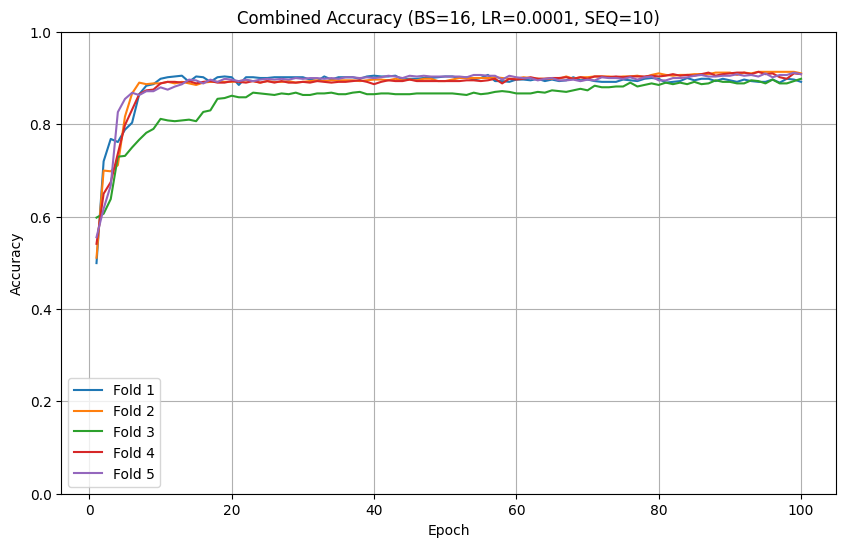 Combined Accuracy (BS=16, LR=0.0001, SEQ=10)
Accuracy
1.0
0.8
0.6
0.4
0.2
0.0
Fold 1
Fold 2
Fold 3
Fold 4
Fold 5
0 20 40 60 80 100
Epoch